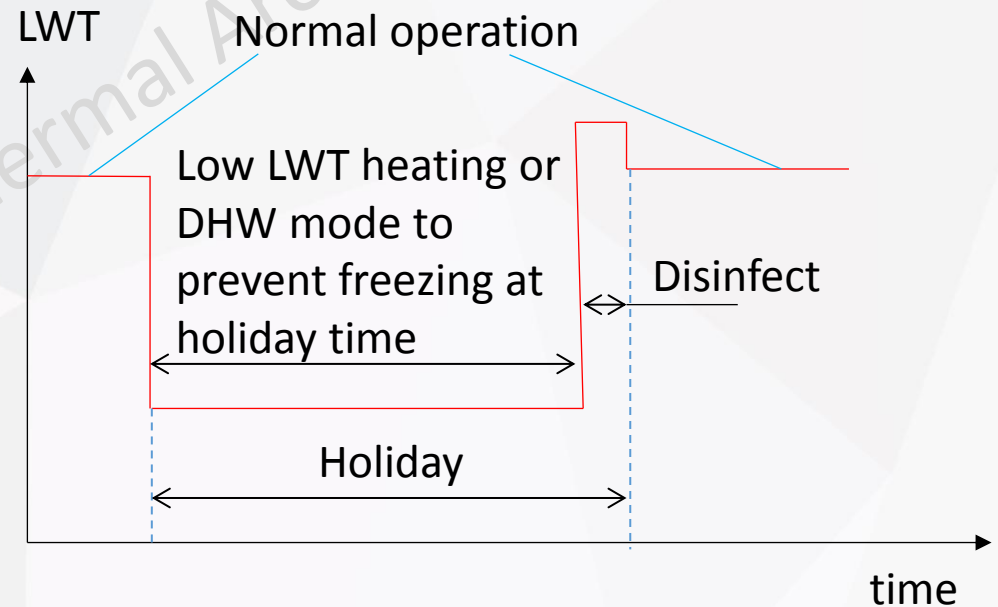 LWT
Normal operation
Low LWT heating or
DHW mode to
prevent freezing at
holiday time
Disinfect
Holiday
time